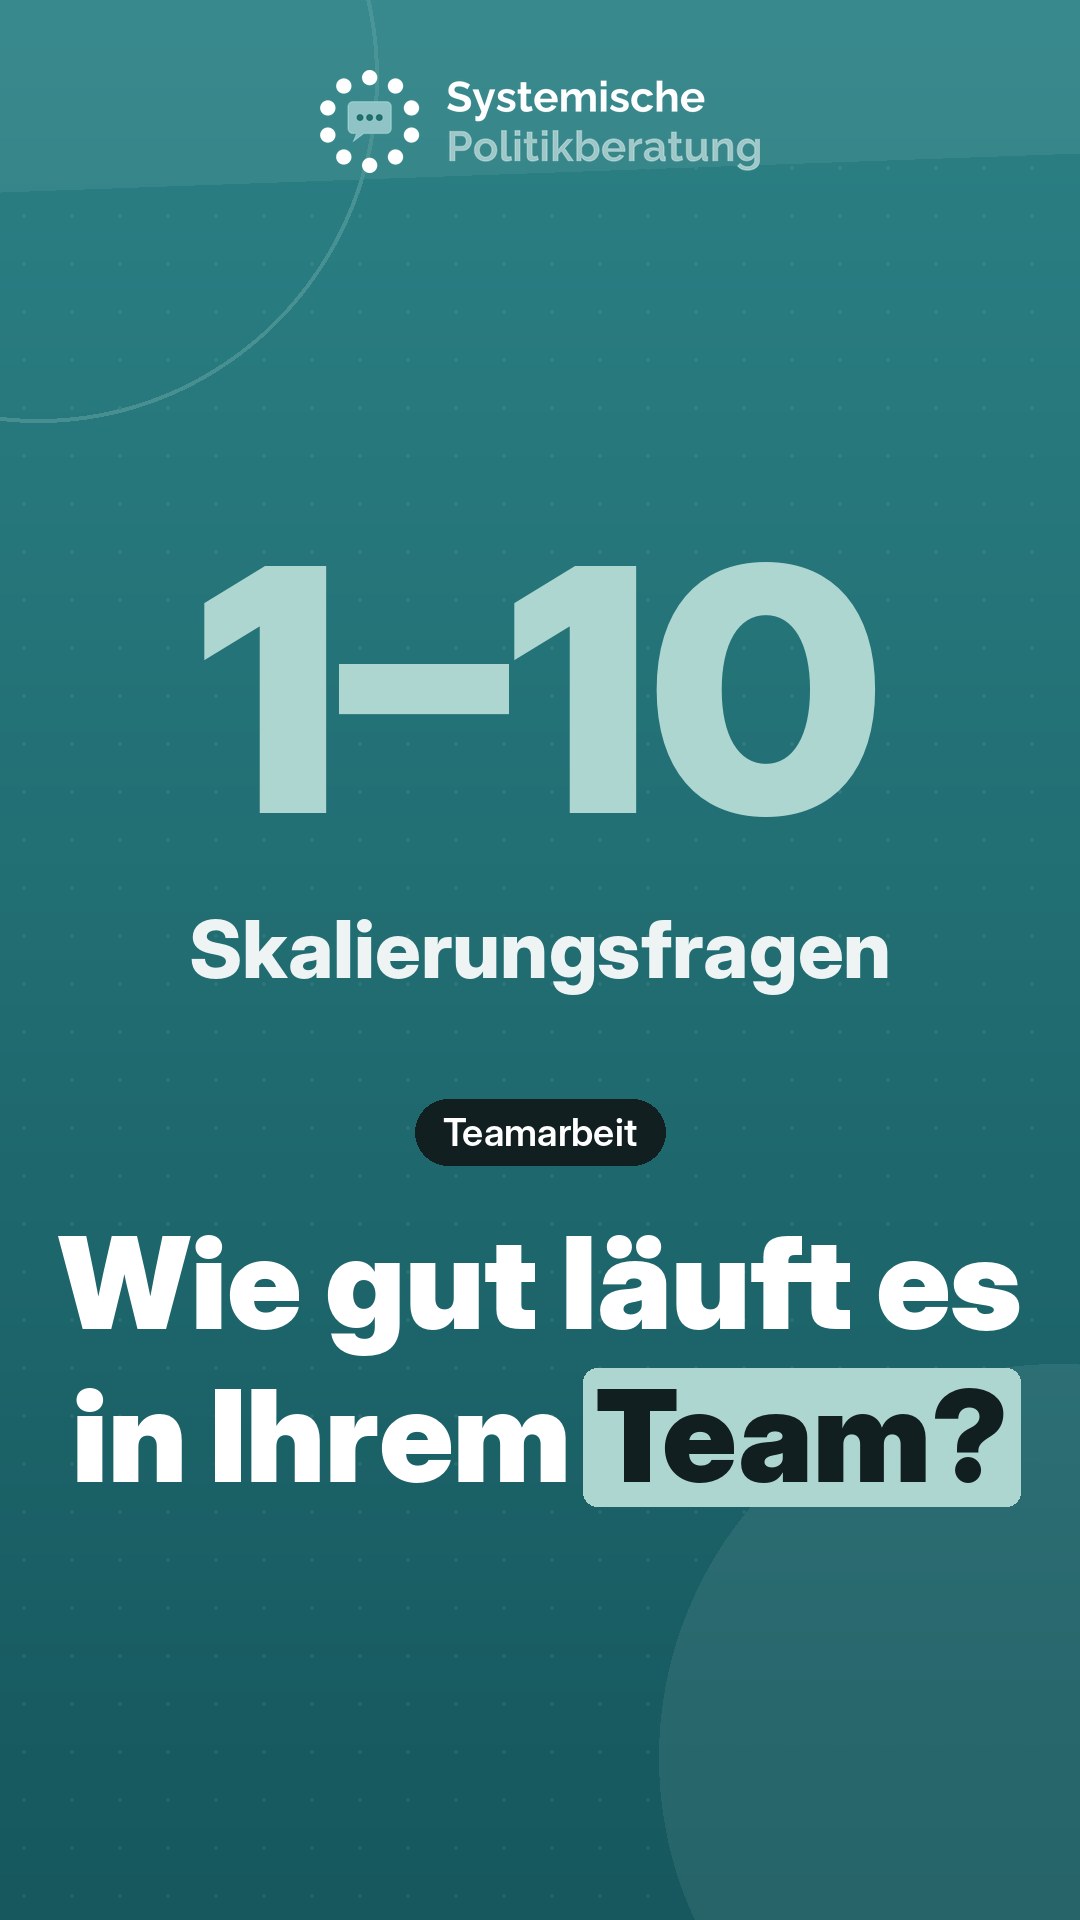 Systemische
Politikberatung
1–10
Skalierungsfragen
Teamarbeit
Wie gut läuft es
in Ihrem Team?